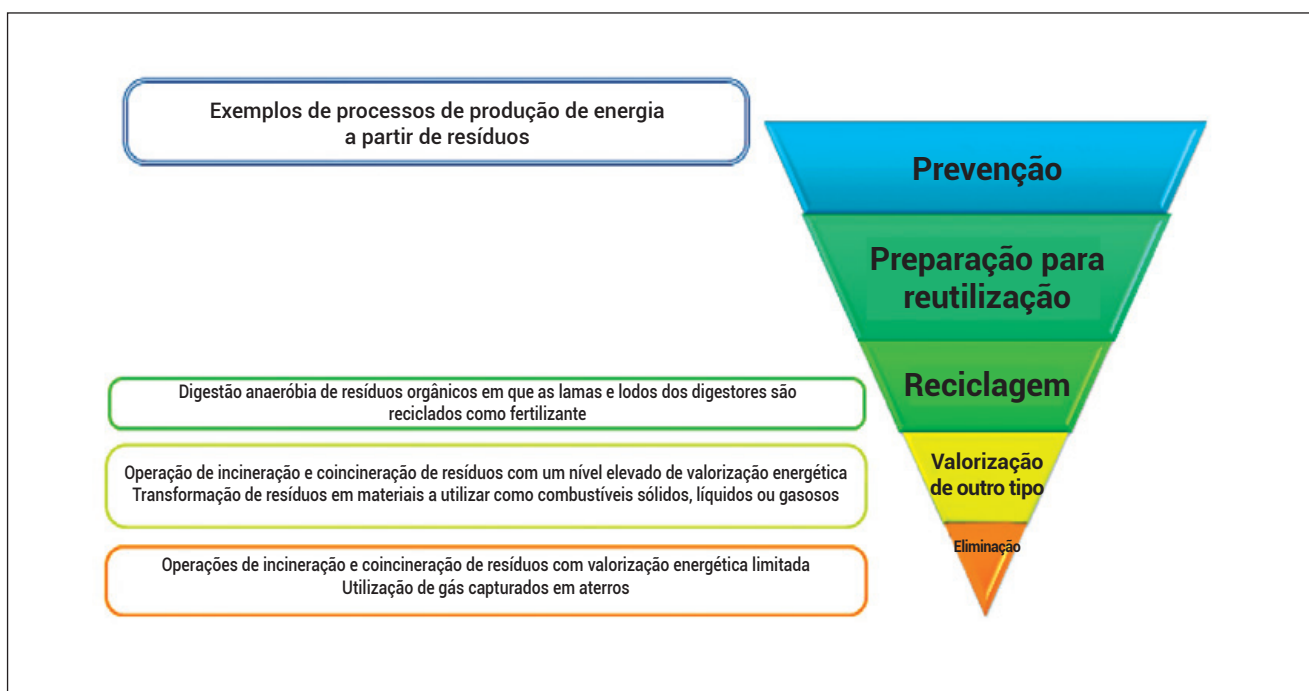 Exemplos de processos de produção de energia
a partir de resíduos
Prevenção
Preparação para
reutilização
Reciclagem
Digestão anaeróbia de resíduos orgânicos em que as lamas e lodos dos digestores são
reciclados como fertilizante
Valorização
de outro tipo
Operação de incineração e coincineração de resíduos com um nível elevado de valorização energética
Transformação de resíduos em materiais a utilizar como combustíveis sólidos, líquidos ou gasosos
Eliminação
Operações de incineração e coincineração de resíduos com valorização energética limitada
Utilização de gás capturados em aterros